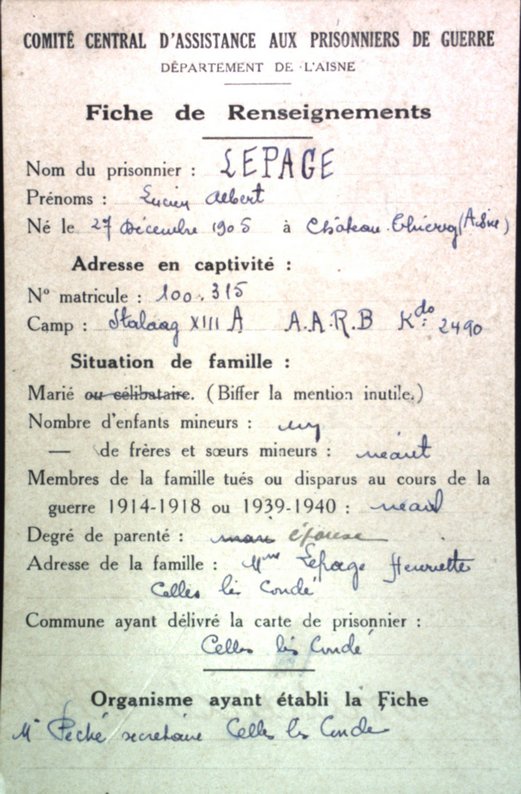 COMITÉ CENTRAL D'ASSISTANCE AUX PRISONNIERS DE GUERRE
DÉPARTEMENT DE L'AISNE
Fiche de Renseignements
Nom du prisonnier : LEPAGE
Prénoms : Lucien Albert
Né le 27 Décembre 1905 à Château-Thierry (Aisne)
Adresse en captivité :
N° matricule : 100.315
Camp : Stalaag XIII A A.A.R.B Kdo: 2490
Situation de famille :
Marié ou célibataire. (Biffer la mention inutile.)
Nombre d'enfants mineurs : un
— de frères et sœurs mineurs : néant
Membres de la famille tués ou disparus au cours de la
guerre 1914-1918 ou 1939-1940 : néant
Degré de parenté : mari épouse
Adresse de la famille : Mme Lepage Henriette
Celles lès Condé
Commune ayant délivré la carte de prisonnier :
Celles lès Condé
Organisme ayant établi la Fiche
Mr Péché secrétaire Celles les Condé